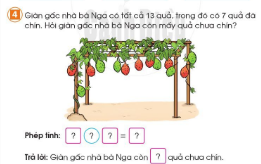 4 Giàn gấc nhà bà Nga có tất cả 13 quả, trong đó có 7 quả đã
chín. Hỏi giàn gấc nhà bà Nga còn mấy quả chưa chín?
Phép tính: ? ? ? = ?
Trả lời: Giàn gấc nhà bà Nga còn ? quả chưa chín.